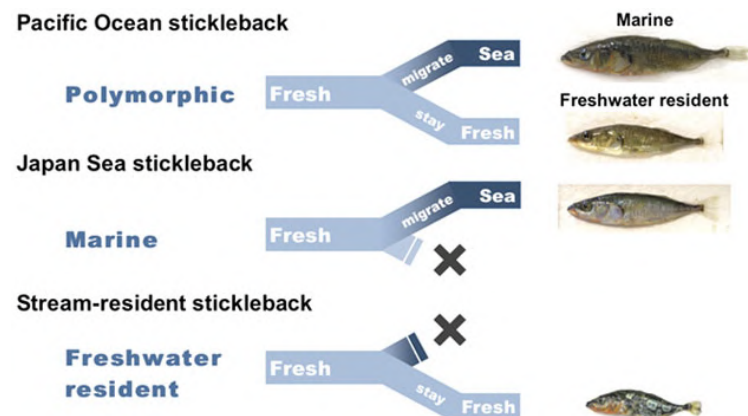 Pacific Ocean stickleback
Marine
Polymorphic
Fresh
migrate
Sea
stay
Fresh
Freshwater resident
Japan Sea stickleback
Marine
Fresh
migrate
Sea
Stream-resident stickleback
Freshwater
resident
Fresh
stay
Fresh